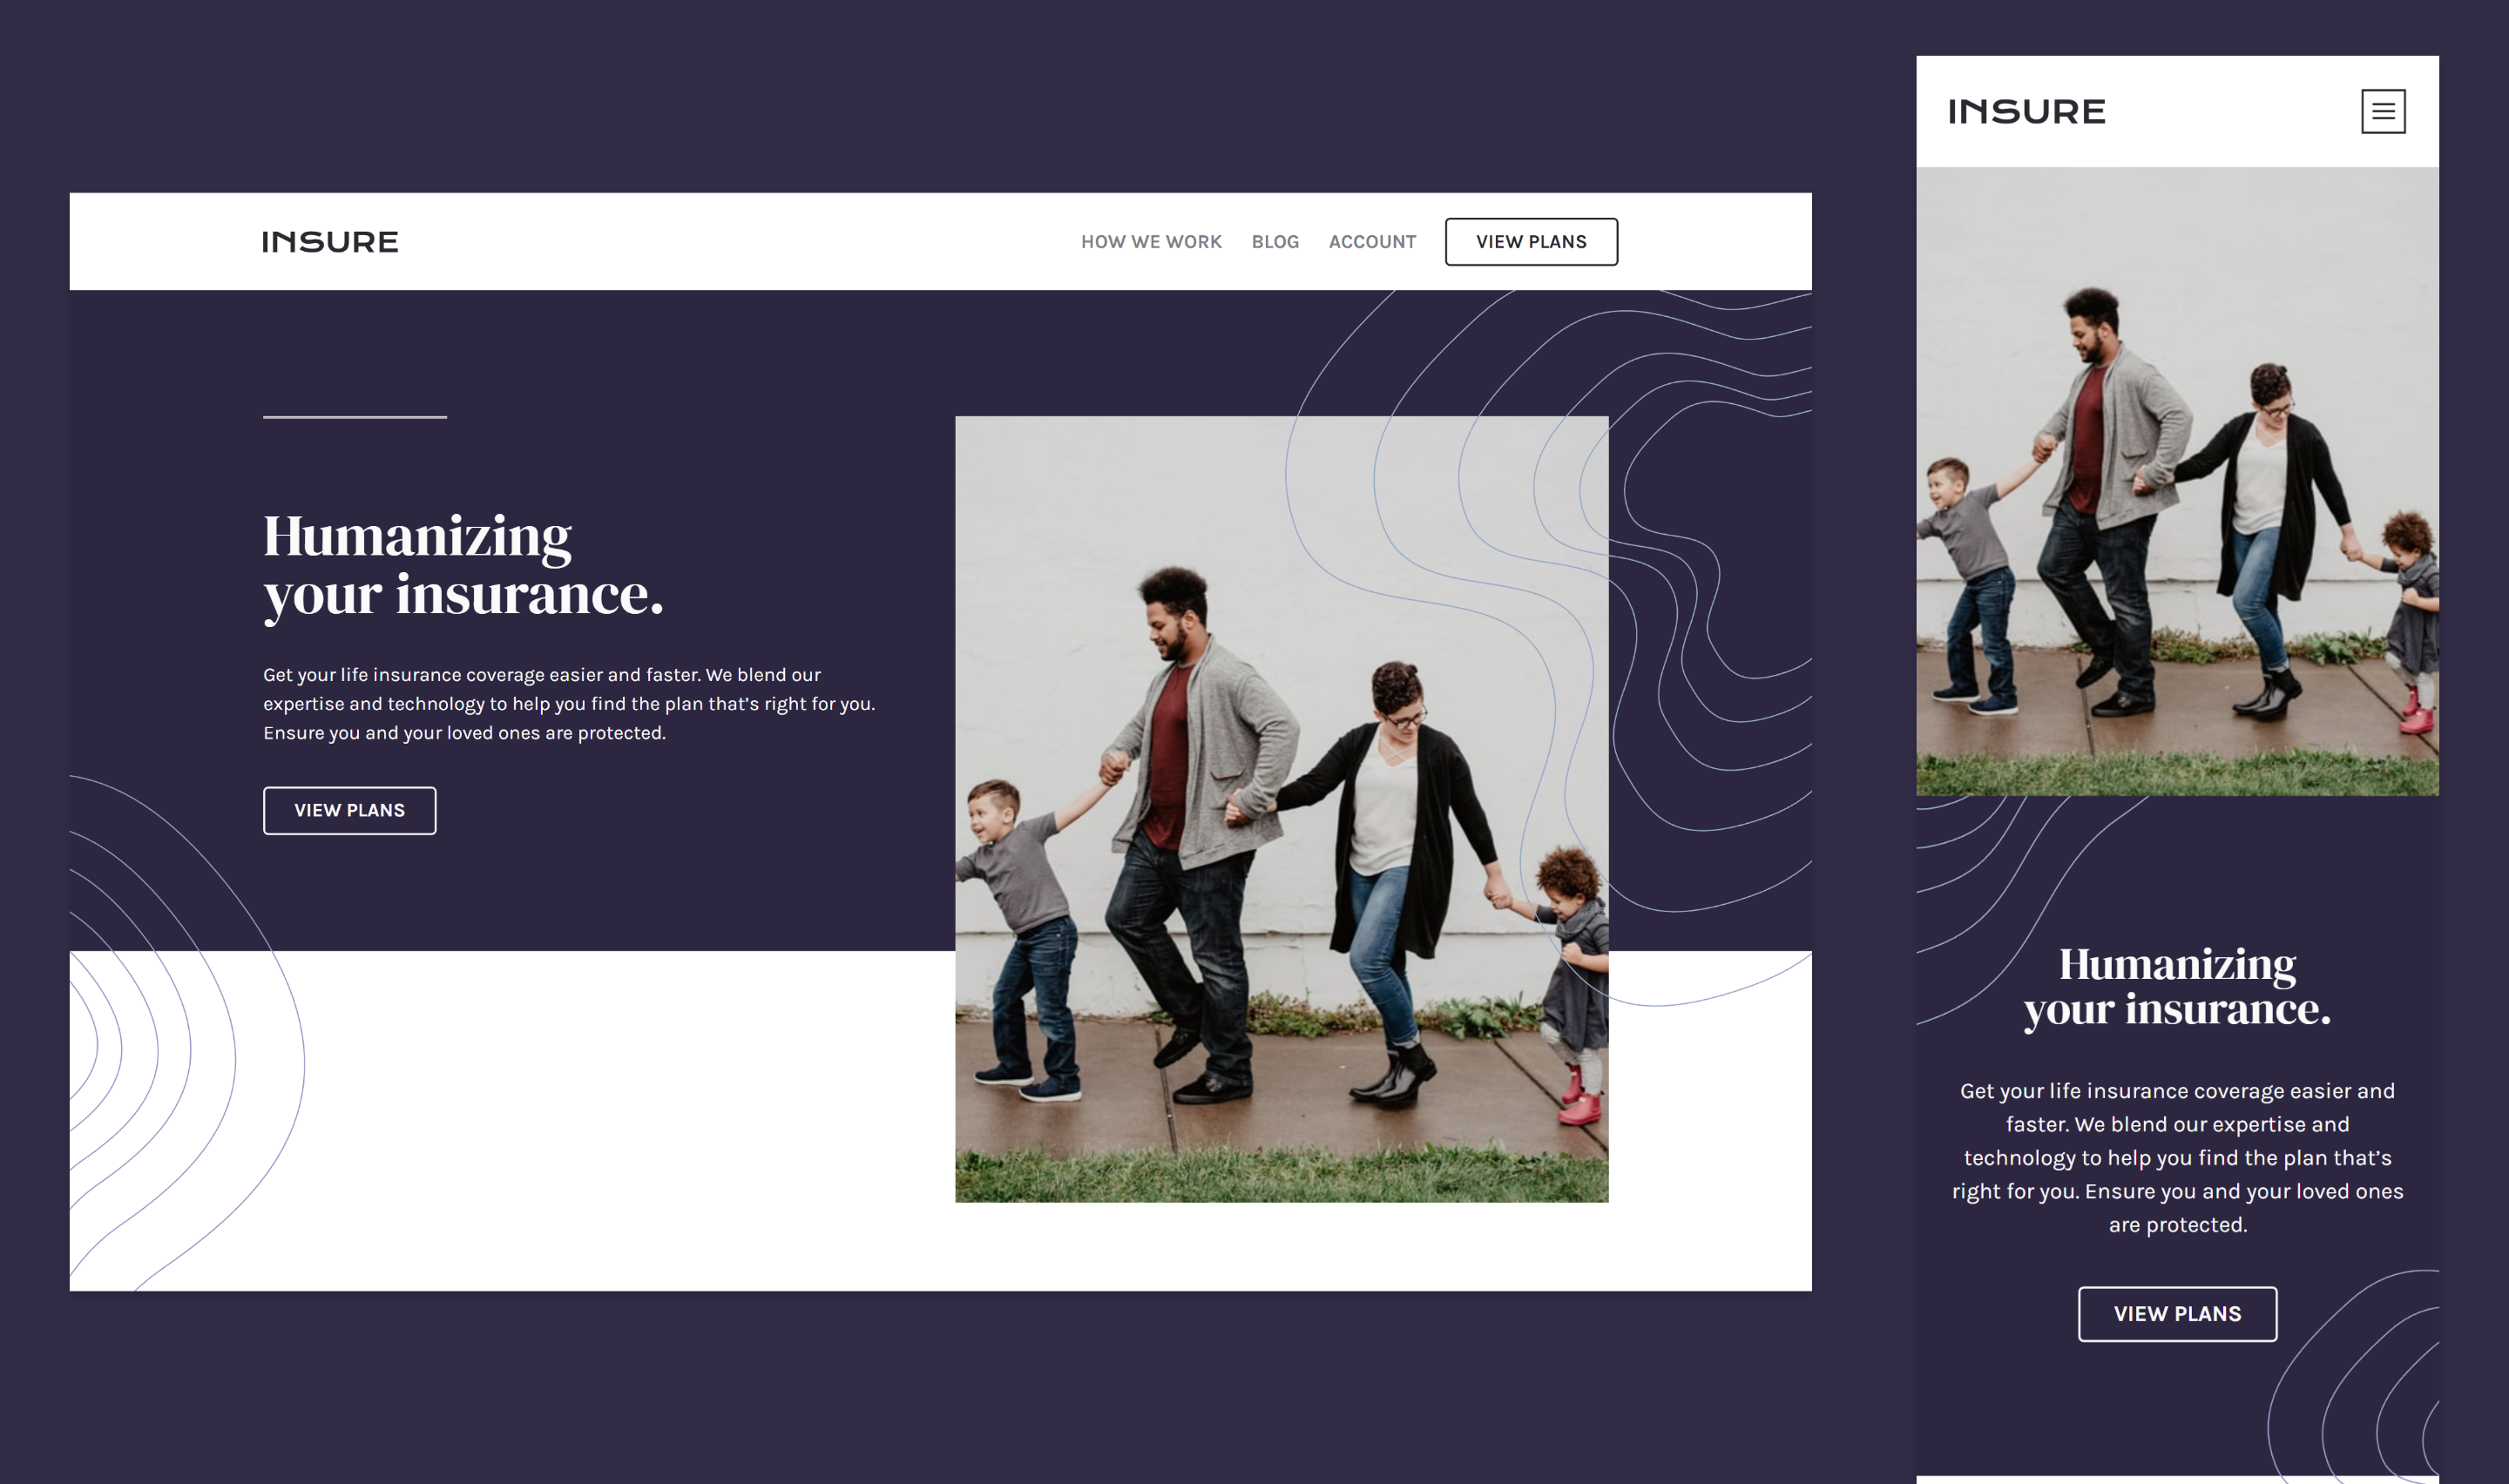 INSURE
HOW WE WORK BLOG ACCOUNT VIEW PLANS
Humanizing
your insurance.
Get your life insurance coverage easier and faster. We blend our
expertise and technology to help you find the plan that’s right for you.
Ensure you and your loved ones are protected.
VIEW PLANS
INSURE
Humanizing
your insurance.
Get your life insurance coverage easier and
faster. We blend our expertise and
technology to help you find the plan that’s
right for you. Ensure you and your loved ones
are protected.
VIEW PLANS